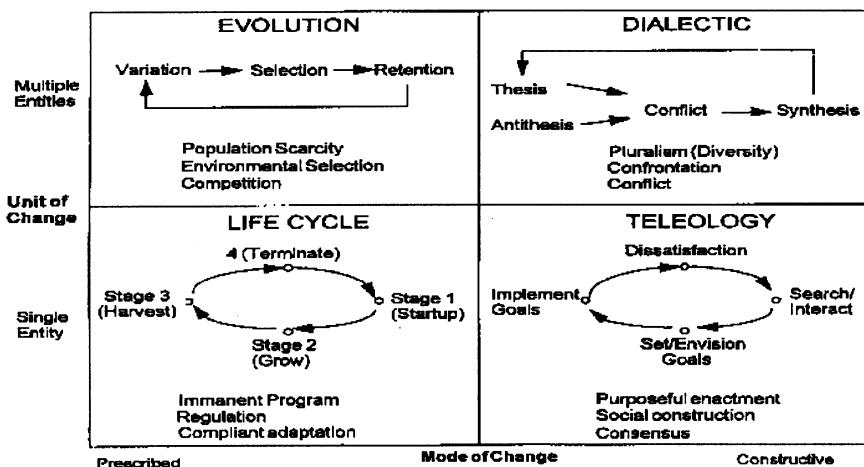 EVOLUTION
Variation
Selection
Retention
Population Scarcity
Environmental Selection
Competition
DIALECTIC
Thesis
Antithesis
Conflict
Synthesis
Pluralism (Diversity)
Confrontation
Conflict
Multiple
Entities
Unit of
Change
Single
Entity
LIFE CYCLE
4 (Terminate)
Stage 3
(Harvest)
Stage 1
(Startup)
Stage 2
(Grow)
Immanent Program
Regulation
Compliant adaptation
TELEOLOGY
Dissatisfaction
Implement
Goals
Search/
Interact
Set/Envision
Goals
Purposeful enactment
Social construction
Consensus
Prescribed
Mode of Change
Constructive